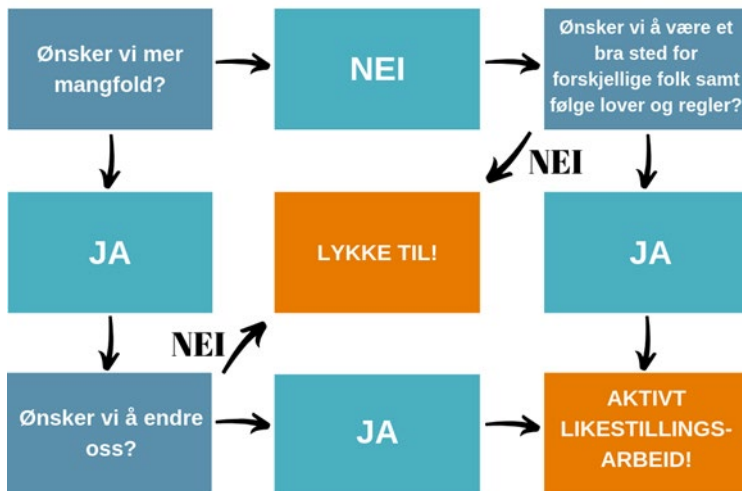 Ønsker vi mer
mangfold?
NEI
Ønsker vi å være et
bra sted for
forskjellige folk samt
følge lover og regler?
NEI
JA
LYKKE TIL!
JA
NEI
Ønsker vi å endre
oss?
JA
AKTIVT
LIKESTILLINGS-
ARBEID!